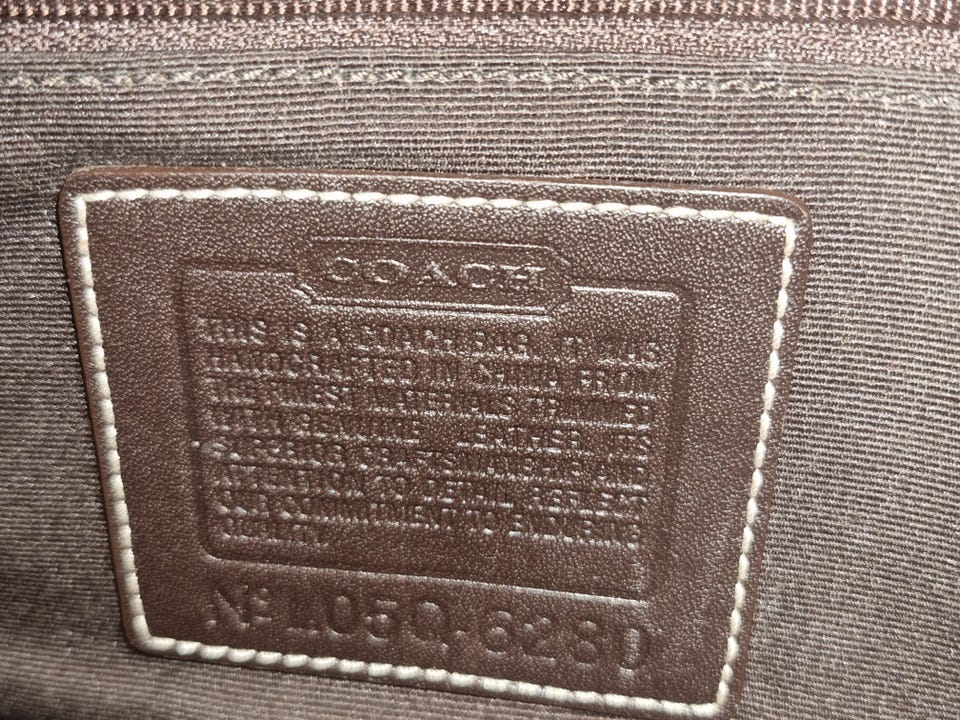 COACH
THIS IS A COACH BAG. IT WAS
HANDCRAFTED IN CHINA FROM
THE FINEST MATERIALS TRIMMED
WITH GENUINE LEATHER. ITS
SUPERIOR CRAFTSMANSHIP AND
ATTENTION TO DETAIL REFLECT
OUR COMMITMENT TO ENDURING
QUALITY.
Nº L05Q-6280